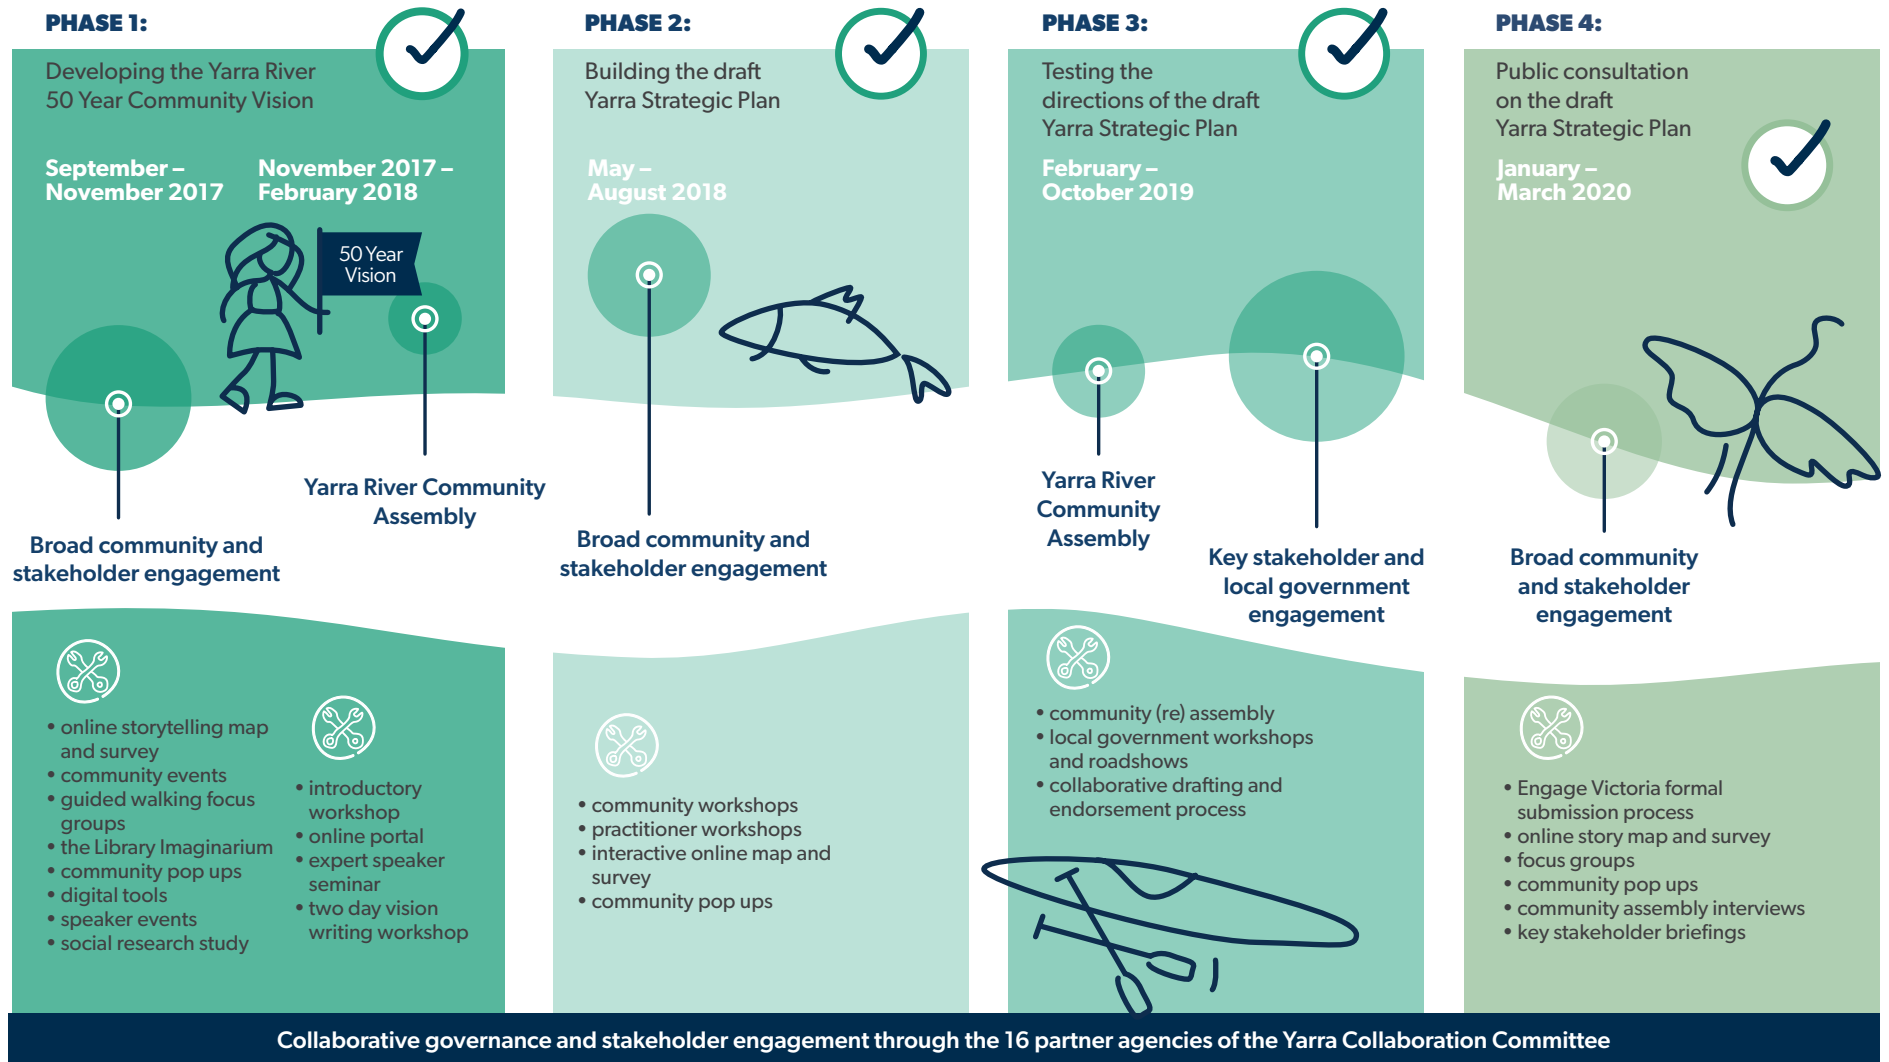 PHASE 1:
Developing the Yarra River
50 Year Community Vision
September –
November 2017
November 2017 –
February 2018
50 Year
Vision
Yarra River Community
Assembly
Broad community and
stakeholder engagement
• online storytelling map
and survey
• community events
• guided walking focus
groups
• the Library Imaginarium
• community pop ups
• digital tools
• speaker events
• social research study
• introductory
workshop
• online portal
• expert speaker
seminar
• two day vision
writing workshop
PHASE 2:
Building the draft
Yarra Strategic Plan
May –
August 2018
Broad community and
stakeholder engagement
• community workshops
• practitioner workshops
• interactive online map and
survey
• community pop ups
PHASE 3:
Testing the
directions of the draft
Yarra Strategic Plan
February –
October 2019
Yarra River
Community
Assembly
Key stakeholder and
local government
engagement
• community (re) assembly
• local government workshops
and roadshows
• collaborative drafting and
endorsement process
PHASE 4:
Public consultation
on the draft
Yarra Strategic Plan
January –
March 2020
Broad community
and stakeholder
engagement
• Engage Victoria formal
submission process
• online story map and survey
• focus groups
• community pop ups
• community assembly interviews
• key stakeholder briefings
Collaborative governance and stakeholder engagement through the 16 partner agencies of the Yarra Collaboration Committee